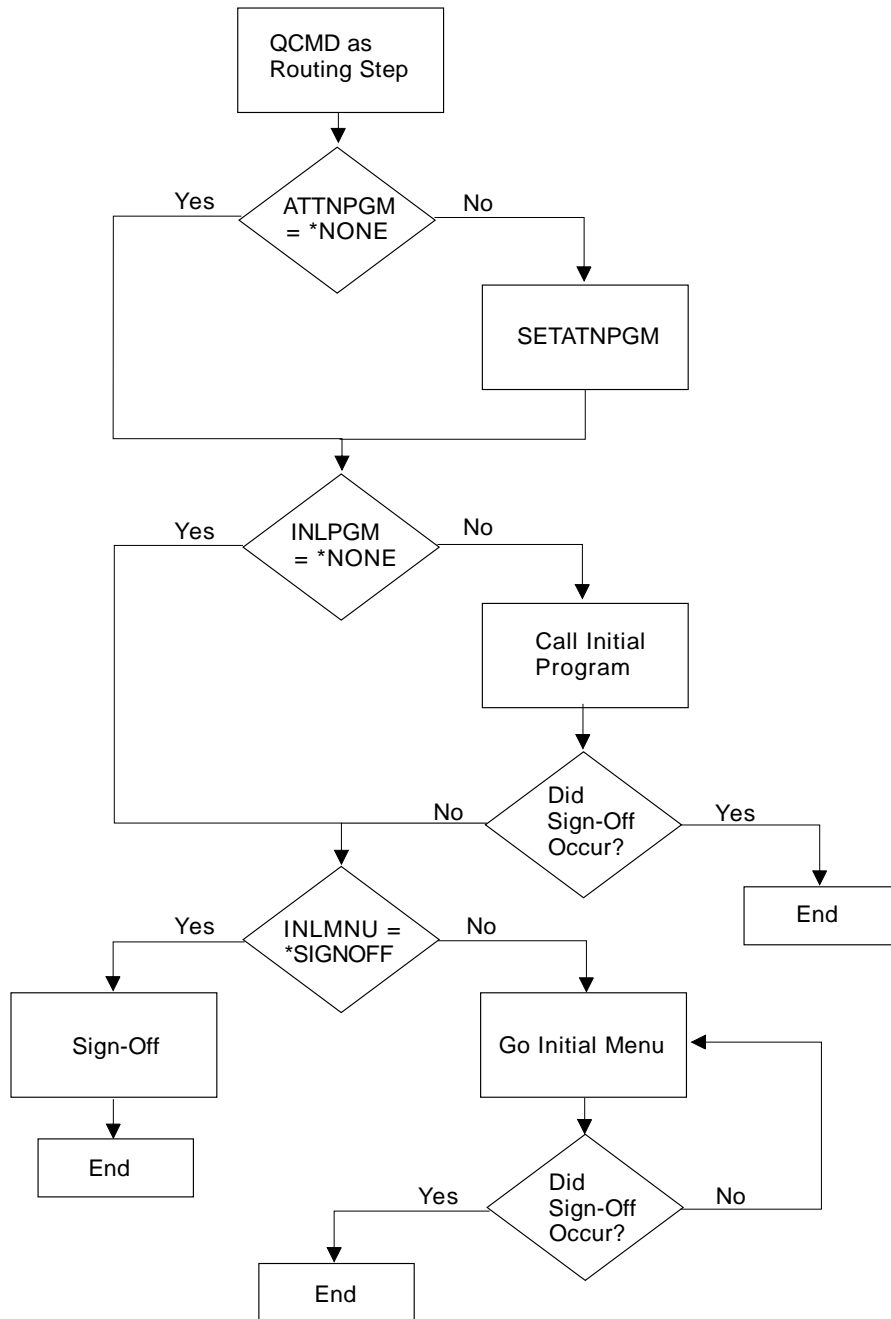 QCMD as
Routing Step
Yes
ATTNPGM
= *NONE
No
SETATNPGM
Yes
INLPGM
= *NONE
No
Call Initial
Program
No
Did
Sign-Off
Occur?
Yes
End
Yes
INLMNU =
*SIGNOFF
No
Sign-Off
Go Initial Menu
End
Yes
Did
Sign-Off
Occur?
No
End